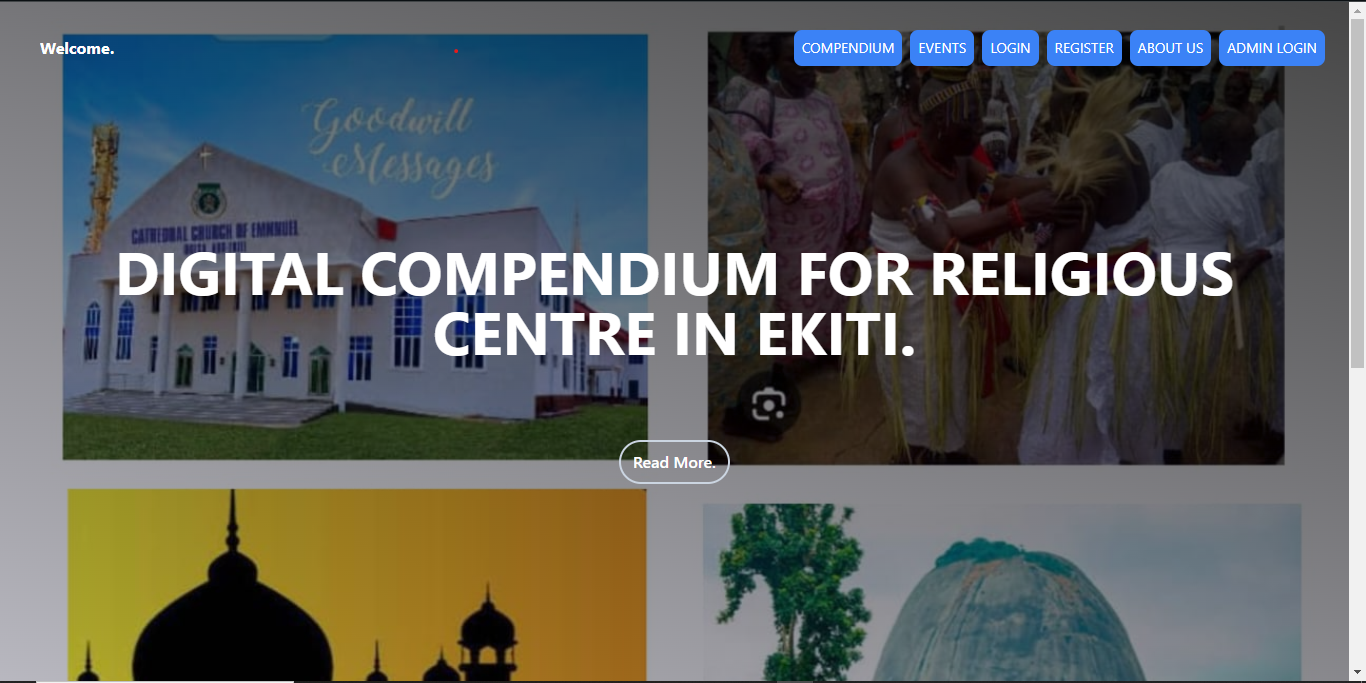 Welcome.
COMPENDIUM
EVENTS
LOGIN
REGISTER
ABOUT US
ADMIN LOGIN
Goodwill
Messages
CATHEDRAL CHURCH OF EMMNUEL
DIGITAL COMPENDIUM FOR RELIGIOUS
CENTRE IN EKITI.
Read More.